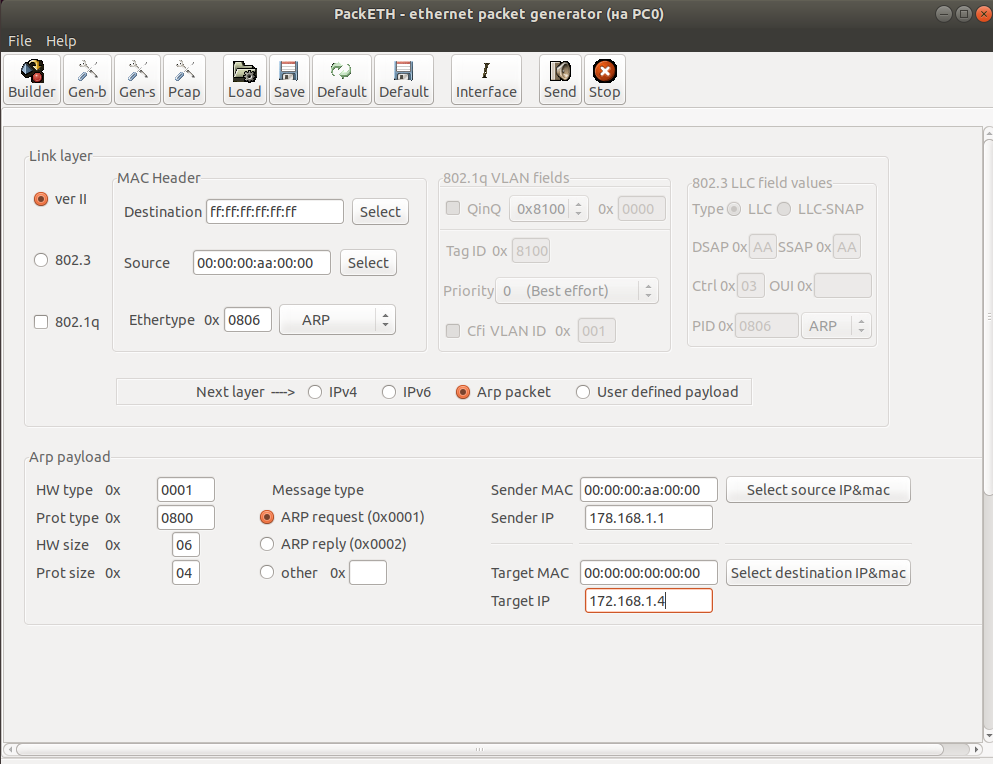 PackETH - ethernet packet generator (на PC0)
File Help
Builder Gen-b Gen-s Pcap Load Save Default Default Interface Send Stop
Link layer
ver II
802.3
802.1q
MAC Header
Destination ff:ff:ff:ff:ff:ff Select
Source 00:00:00:aa:00:00 Select
Ethertype 0x 0806 ARP
802.1q VLAN fields
QinQ 0x8100 0x 0000
Tag ID 0x 8100
Priority 0 (Best effort)
Cfi VLAN ID 0x 001
802.3 LLC field values
Type LLC LLC-SNAP
DSAP 0x AA SSAP 0x AA
Ctrl 0x 03 OUI 0x
PID 0x 0806 ARP
Next layer ----> IPv4 IPv6 Arp packet User defined payload
Arp payload
HW type 0x 0001
Prot type 0x 0800
HW size 0x 06
Prot size 0x 04
Message type
ARP request (0x0001)
ARP reply (0x0002)
other 0x
Sender MAC 00:00:00:aa:00:00 Select source IP&mac
Sender IP 178.168.1.1
Target MAC 00:00:00:00:00:00 Select destination IP&mac
Target IP 172.168.1.4